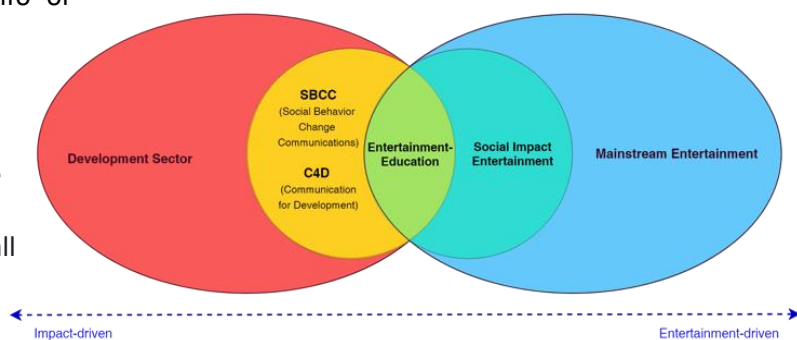 SBCC
(Social Behavior
Change
Communications)
C4D
(Communication
for Development)
Development Sector
Entertainment-
Education
Social Impact
Entertainment
Mainstream Entertainment
Impact-driven
Entertainment-driven